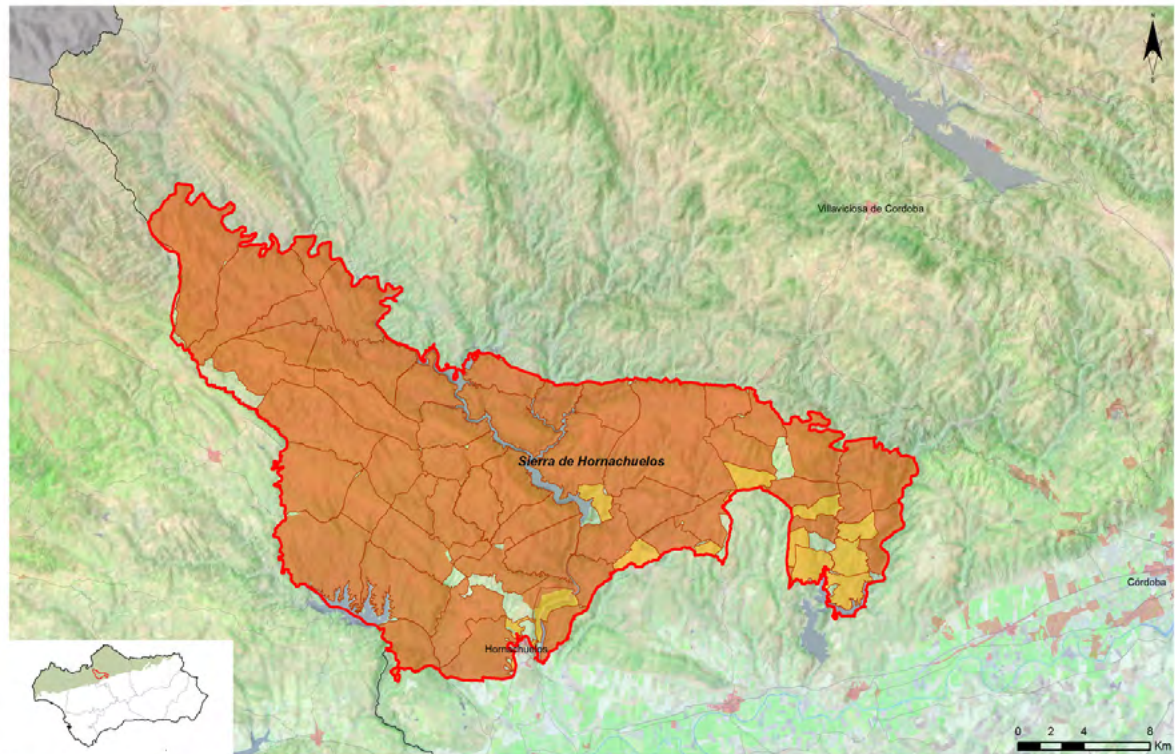 N
Villaviciosa de Cordoba
Sierra de Hornachuelos
Córdoba
Hornachuelos
0 2 4 8
Km